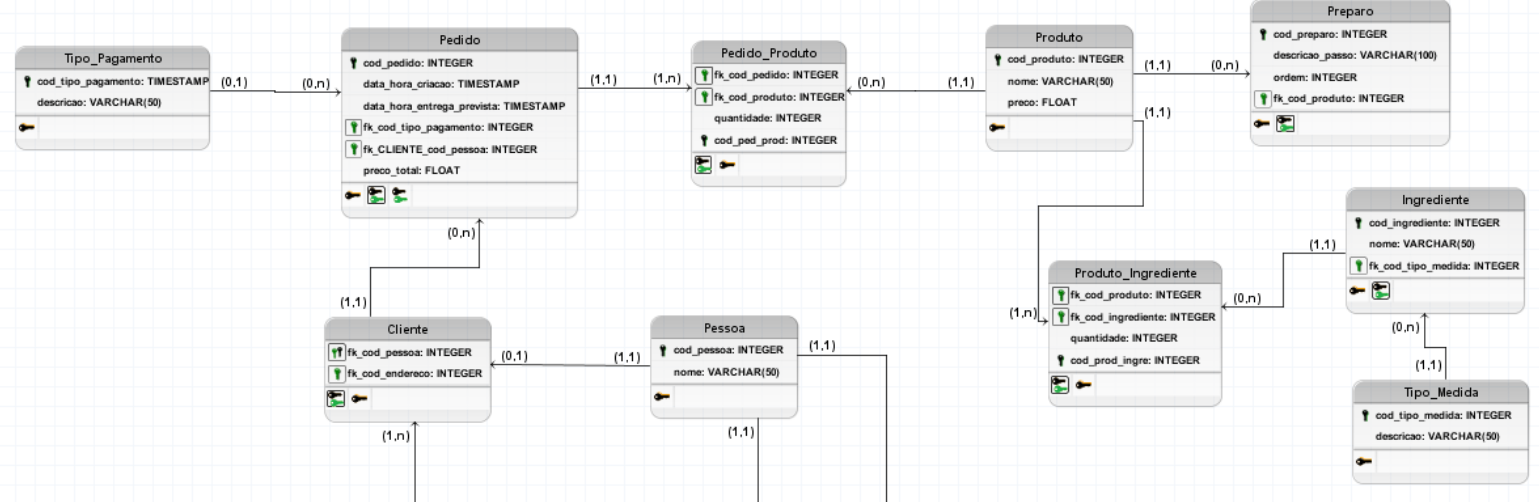 Tipo_Pagamento
cod_tipo_pagamento: TIMESTAMP
descricao: VARCHAR(50)
(0,1)
(0,n)
Pedido
cod_pedido: INTEGER
data_hora_criacao: TIMESTAMP
data_hora_entrega_prevista: TIMESTAMP
fk_cod_tipo_pagamento: INTEGER
fk_CLIENTE_cod_pessoa: INTEGER
preco_total: FLOAT
(1,1)
(1,n)
Pedido_Produto
fk_cod_pedido: INTEGER
fk_cod_produto: INTEGER
quantidade: INTEGER
cod_ped_prod: INTEGER
(0,n)
(1,1)
Produto
cod_produto: INTEGER
nome: VARCHAR(50)
preco: FLOAT
(1,1)
(0,n)
(1,1)
Preparo
cod_preparo: INTEGER
descricao_passo: VARCHAR(100)
ordem: INTEGER
fk_cod_produto: INTEGER
(0,n)
(1,1)
Cliente
fk_cod_pessoa: INTEGER
fk_cod_endereco: INTEGER
(1,n)
(0,1)
(1,1)
Pessoa
cod_pessoa: INTEGER
nome: VARCHAR(50)
(1,1)
(1,1)
(1,n)
Produto_Ingrediente
fk_cod_produto: INTEGER
fk_cod_ingrediente: INTEGER
quantidade: INTEGER
cod_prod_ingre: INTEGER
(0,n)
(1,1)
Ingrediente
cod_ingrediente: INTEGER
nome: VARCHAR(50)
fk_cod_tipo_medida: INTEGER
(0,n)
(1,1)
Tipo_Medida
cod_tipo_medida: INTEGER
descricao: VARCHAR(50)